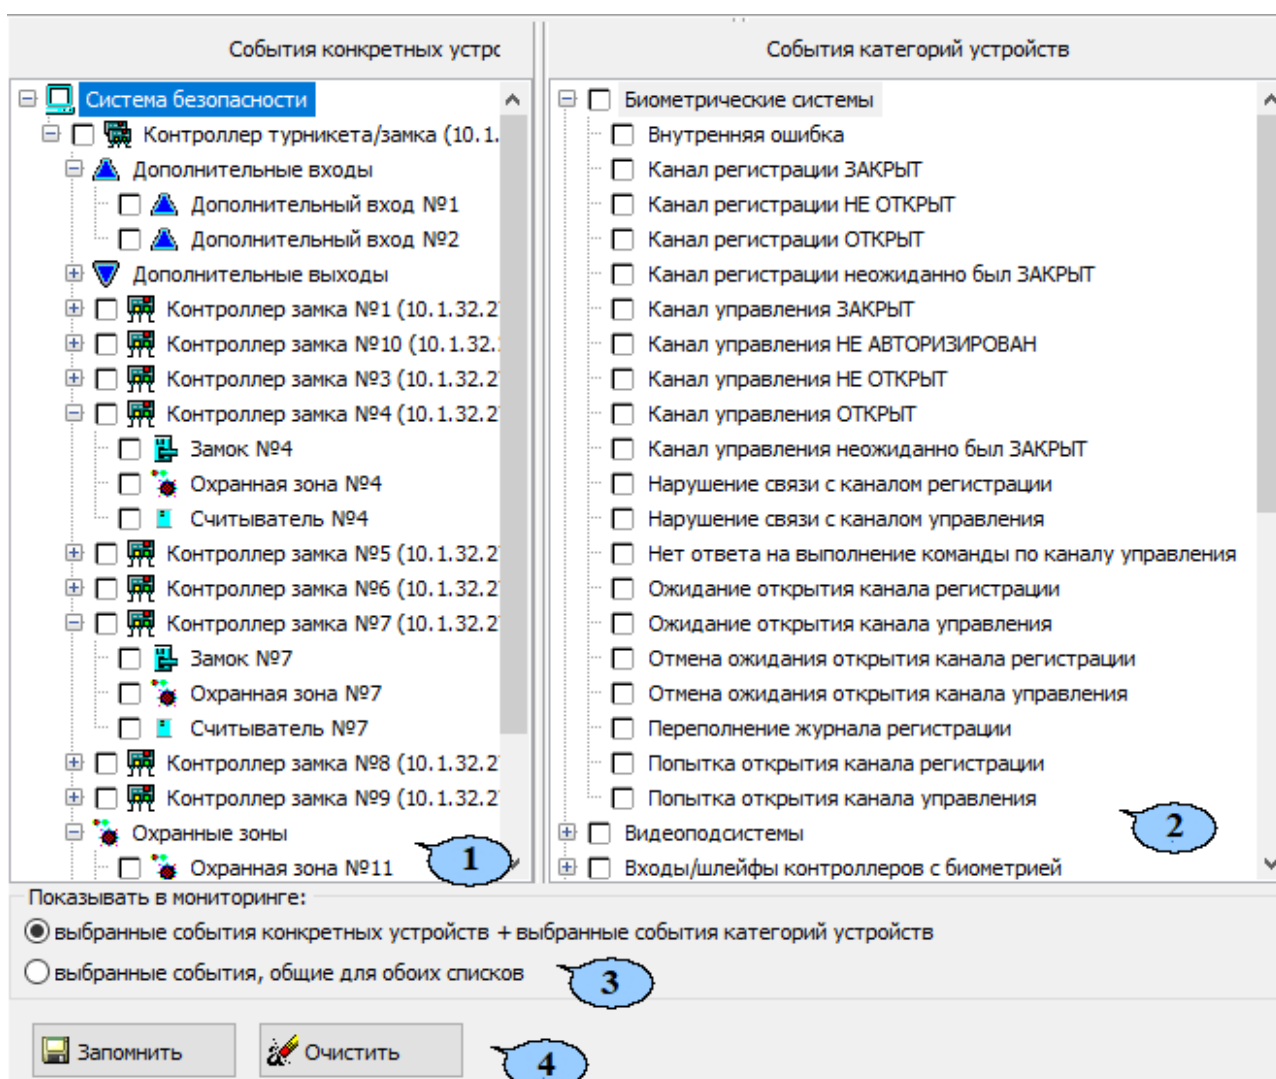 События конкретных устрс
Система безопасности
Контроллер турникета/замка (10.1.
Дополнительные входы
Дополнительный вход №1
Дополнительный вход №2
Дополнительные выходы
Контроллер замка №1 (10.1.32.2
Контроллер замка №10 (10.1.32.
Контроллер замка №3 (10.1.32.2
Контроллер замка №4 (10.1.32.2
Замок №4
Охранная зона №4
Считыватель №4
Контроллер замка №5 (10.1.32.2
Контроллер замка №6 (10.1.32.2
Контроллер замка №7 (10.1.32.2
Замок №7
Охранная зона №7
Считыватель №7
Контроллер замка №8 (10.1.32.2
Контроллер замка №9 (10.1.32.2
Охранные зоны
Охранная зона №11
1
События категорий устройств
Биометрические системы
Внутренняя ошибка
Канал регистрации ЗАКРЫТ
Канал регистрации НЕ ОТКРЫТ
Канал регистрации ОТКРЫТ
Канал регистрации неожиданно был ЗАКРЫТ
Канал управления ЗАКРЫТ
Канал управления НЕ АВТОРИЗИРОВАН
Канал управления НЕ ОТКРЫТ
Канал управления ОТКРЫТ
Канал управления неожиданно был ЗАКРЫТ
Нарушение связи с каналом регистрации
Нарушение связи с каналом управления
Нет ответа на выполнение команды по каналу управления
Ожидание открытия канала регистрации
Ожидание открытия канала управления
Отмена ожидания открытия канала регистрации
Отмена ожидания открытия канала управления
Переполнение журнала регистрации
Попытка открытия канала регистрации
Попытка открытия канала управления
Видеоподсистемы
Входы/шлейфы контроллеров с биометрией
2
Показывать в мониторинге:
выбранные события конкретных устройств + выбранные события категорий устройств
выбранные события, общие для обоих списков
3
Запомнить
Очистить
4